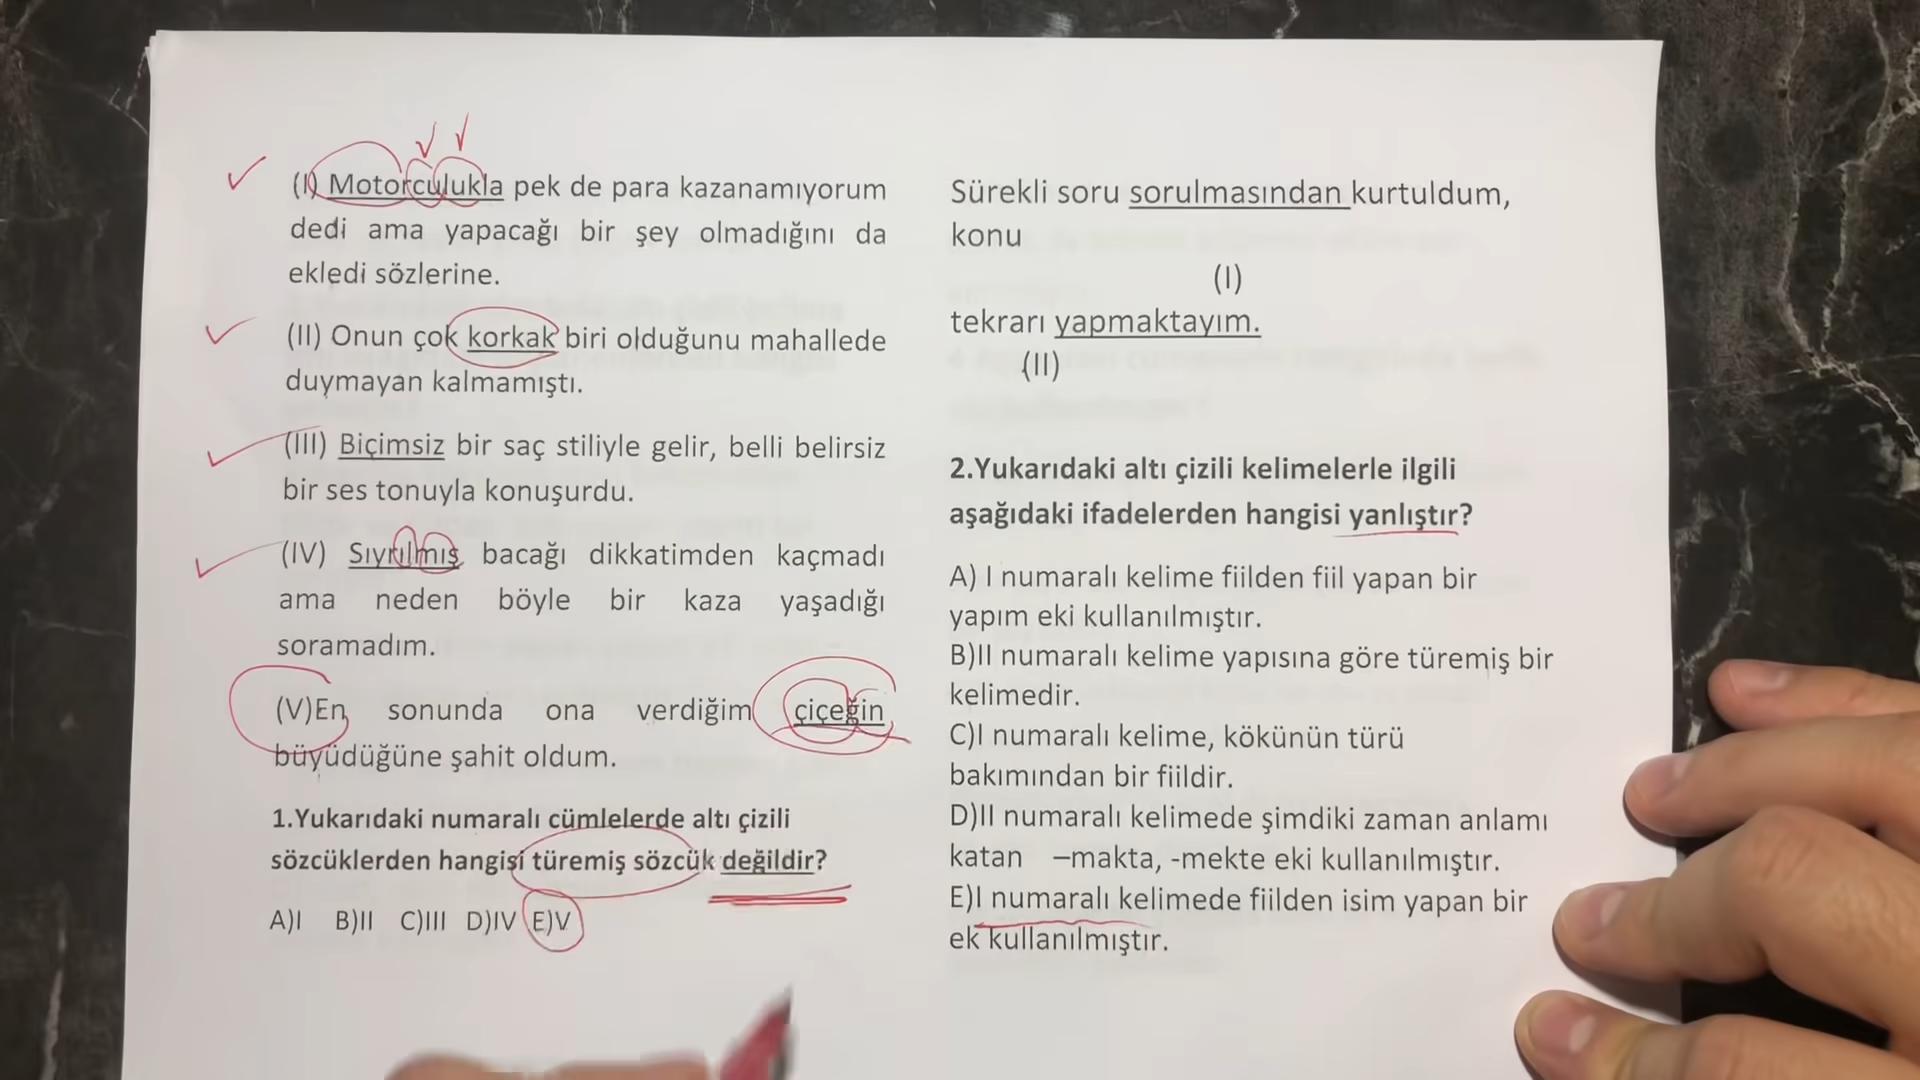 (I) Motorculukla pek de para kazanamıyorum
dedi ama yapacağı bir şey olmadığını da
ekledi sözlerine.
(II) Onun çok korkak biri olduğunu mahallede
duymayan kalmamıştı.
(III) Biçimsiz bir saç stiliyle gelir, belli belirsiz
bir ses tonuyla konuşurdu.
(IV) Sıyrılmış bacağı dikkatimden kaçmadı
ama neden böyle bir kaza yaşadığı
soramadım.
(V)En sonunda ona verdiğim çiçeğin
büyüdüğüne şahit oldum.
1.Yukarıdaki numaralı cümlelerde altı çizili
sözcüklerden hangisi türemiş sözcük değildir?
A)I B)II C)III D)IV E)V
Sürekli soru sorulmasından kurtuldum,
konu
(I)
tekrarı yapmaktayım.
(II)
2.Yukarıdaki altı çizili kelimelerle ilgili
aşağıdaki ifadelerden hangisi yanlıştır?
A) I numaralı kelime fiilden fiil yapan bir
yapım eki kullanılmıştır.
B)II numaralı kelime yapısına göre türemiş bir
kelimedir.
C)I numaralı kelime, kökünün türü
bakımından bir fiildir.
D)II numaralı kelimede şimdiki zaman anlamı
katan –makta, -mekte eki kullanılmıştır.
E)I numaralı kelimede fiilden isim yapan bir
ek kullanılmıştır.